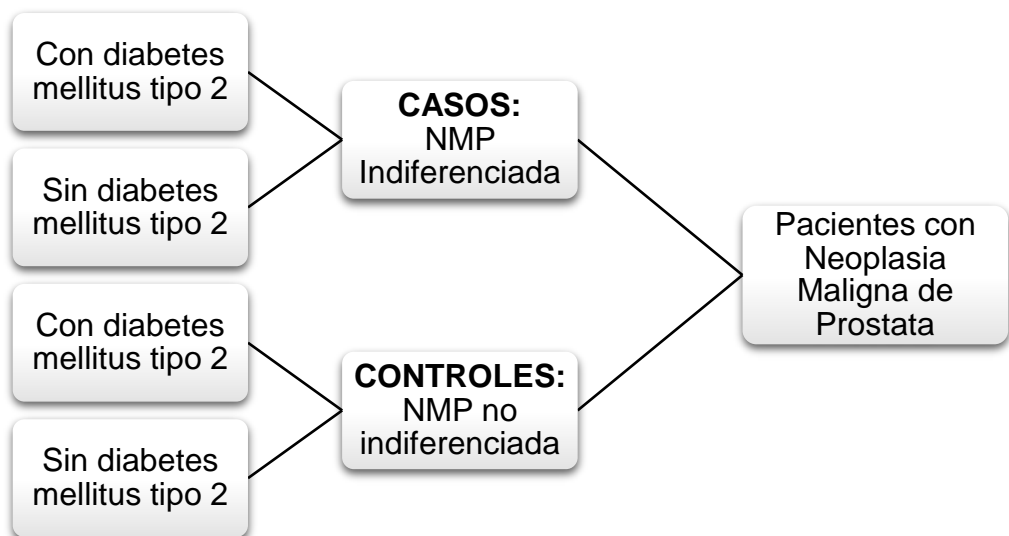 Con diabetes
mellitus tipo 2
Sin diabetes
mellitus tipo 2
Con diabetes
mellitus tipo 2
Sin diabetes
mellitus tipo 2
CASOS:
NMP
Indiferenciada
CONTROLES:
NMP no
indiferenciada
Pacientes con
Neoplasia
Maligna de
Prostata